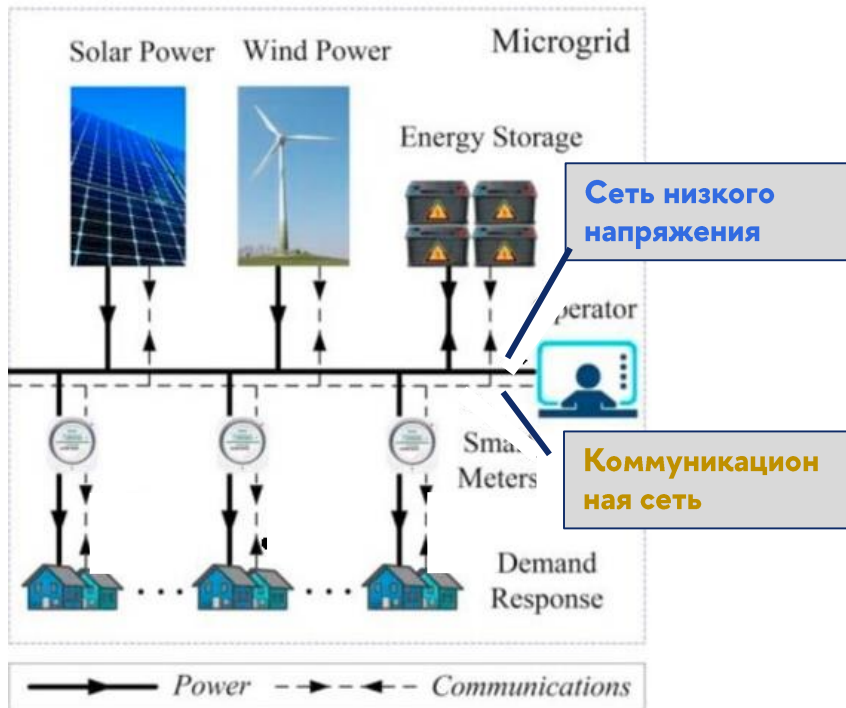 Solar Power
Wind Power
Microgrid
Energy Storage
Сеть низкого
напряжения
Meters
Коммуникацион
ная сеть
Demand
Response
Power
Communications